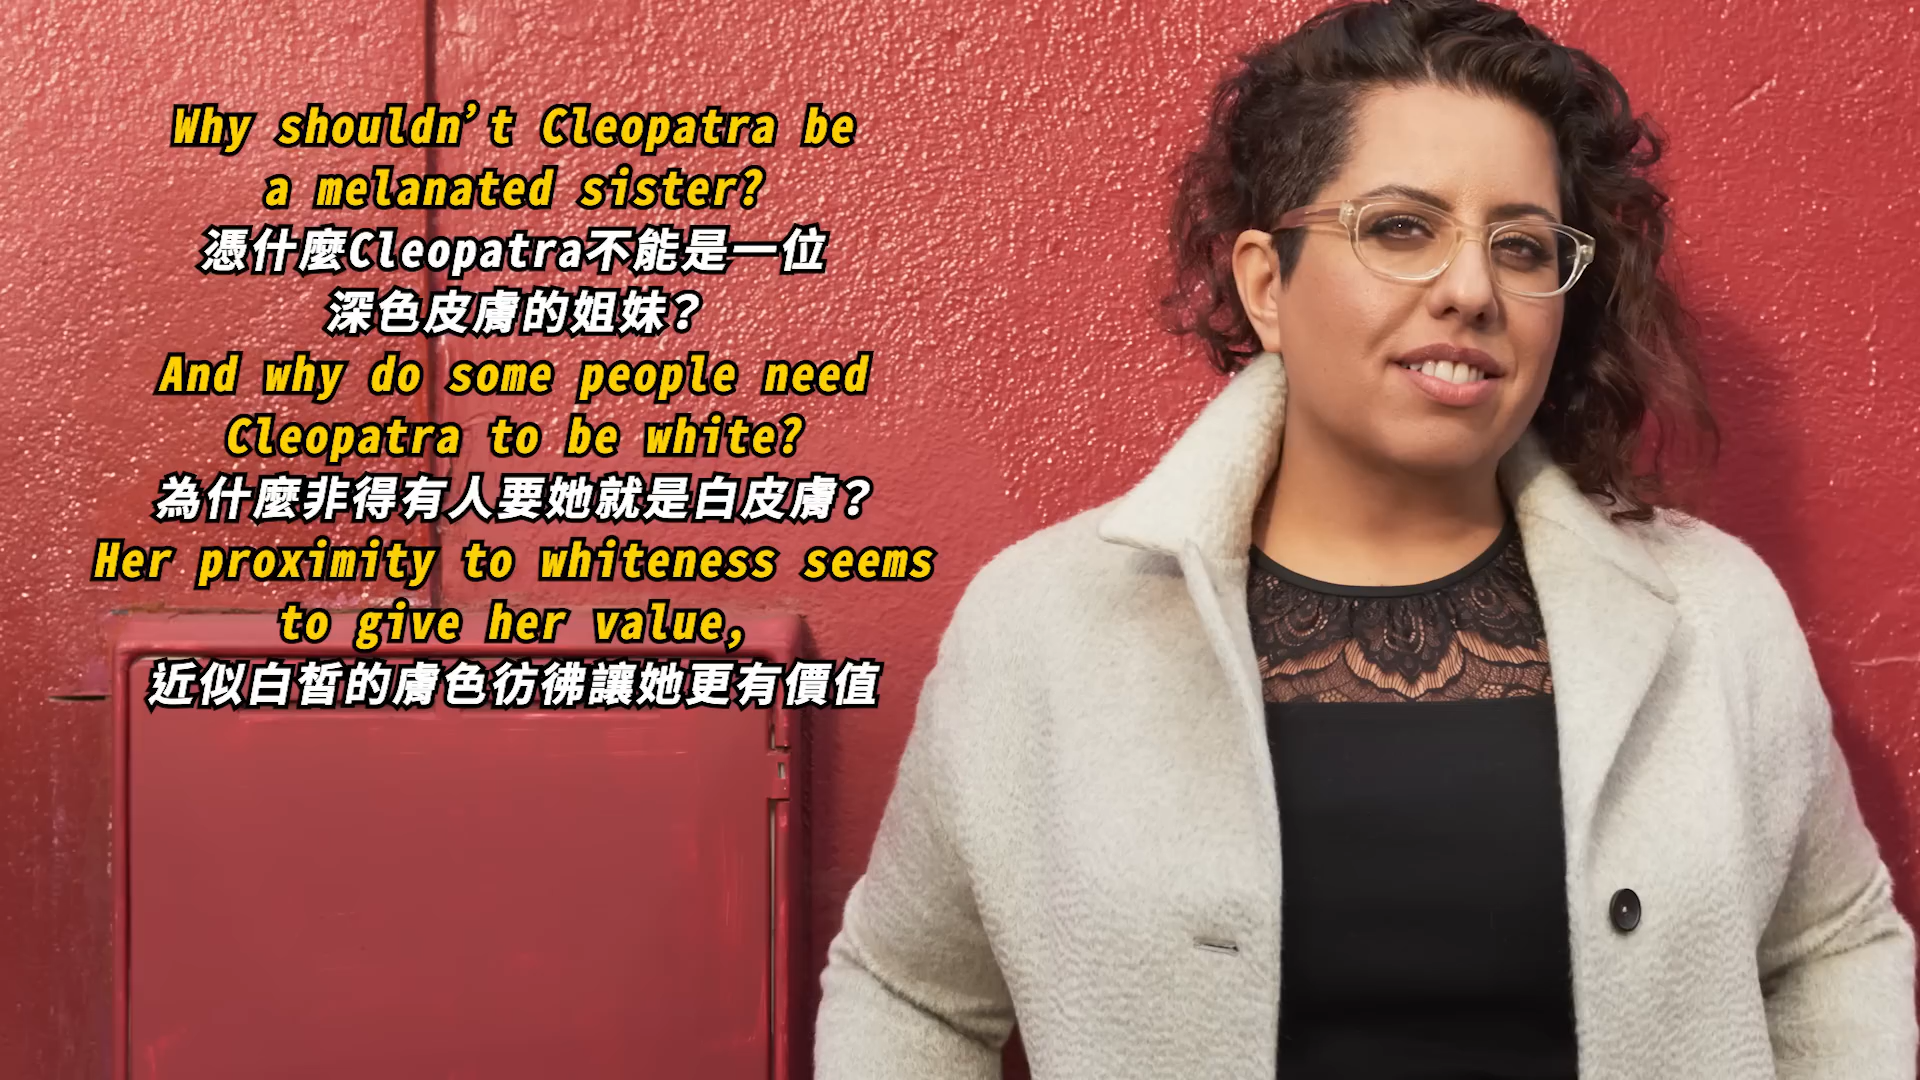 Why shouldn't Cleopatra be
a melanated sister?
憑什麼Cleopatra不能是一位
深色皮膚的姐妹？
And why do some people need
Cleopatra to be white?
為什麼非得有人要她就是白皮膚？
Her proximity to whiteness seems
to give her value,
近似白皙的膚色彷彿讓她更有價值